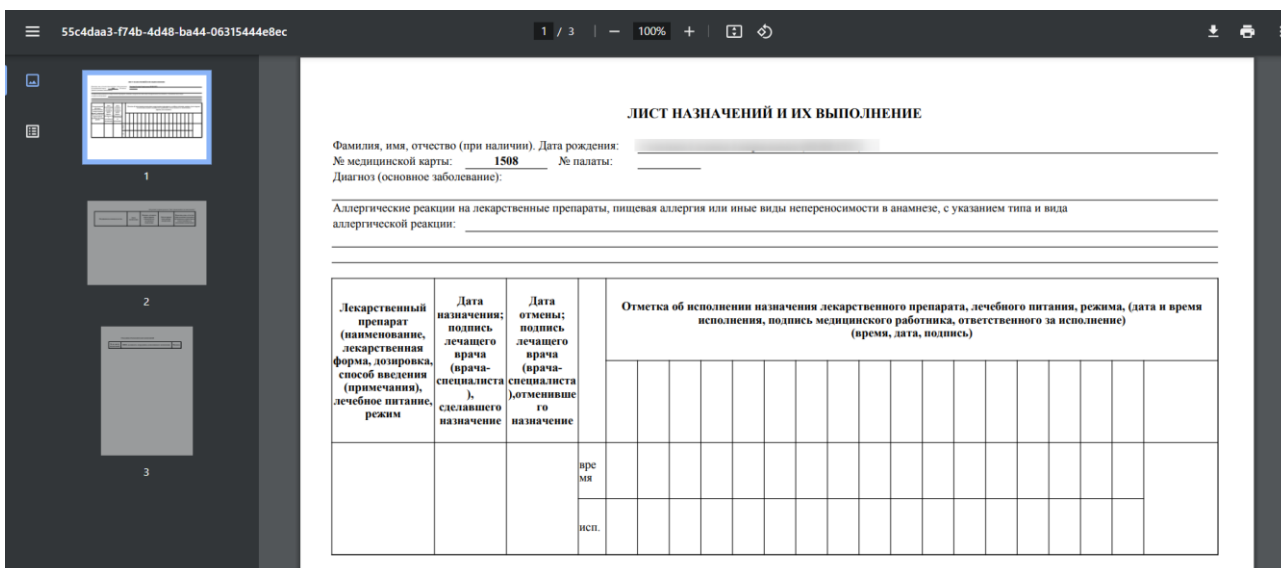 55c4daa3-f74b-4d48-ba44-06315444e8ec
1 / 3
100%
1
2
3
ЛИСТ НАЗНАЧЕНИЙ И ИХ ВЫПОЛНЕНИЕ
Фамилия, имя, отчество (при наличии). Дата рождения:
№ медицинской карты: 1508 № палаты:
Диагноз (основное заболевание):
Аллергические реакции на лекарственные препараты, пищевая аллергия или иные виды непереносимости в анамнезе, с указанием типа и вида
аллергической реакции:
Лекарственный
препарат
(наименование,
лекарственная
форма, дозировка,
способ введения
(примечания),
лечебное питание,
режим
Дата
назначения;
подпись
лечащего
врача
(врача-
специалиста
),
сделавшего
назначение
Дата
отмены;
подпись
лечащего
врача
(врача-
специалиста
),отменивше
го
назначение
Отметка об исполнении назначения лекарственного препарата, лечебного питания, режима, (дата и время
исполнения, подпись медицинского работника, ответственного за исполнение)
(время, дата, подпись)
вре
мя
исп.